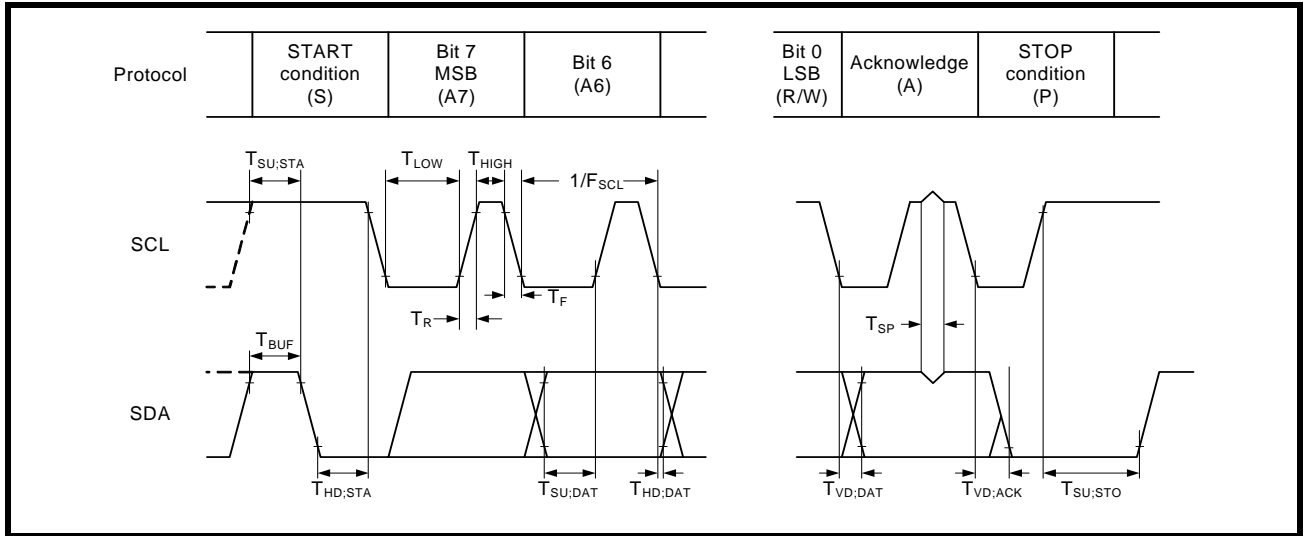 Protocol
START
condition
(S)
Bit 7
MSB
(A7)
Bit 6
(A6)
Bit 0
LSB
(R/W)
Acknowledge
(A)
STOP
condition
(P)
TSU;STA
TLOW
THIGH
1/FSCL
SCL
TF
TR
TSP
TBUF
SDA
THD;STA
TSU;DAT
THD;DAT
TVD;DAT
TVD;ACK
TSU;STO